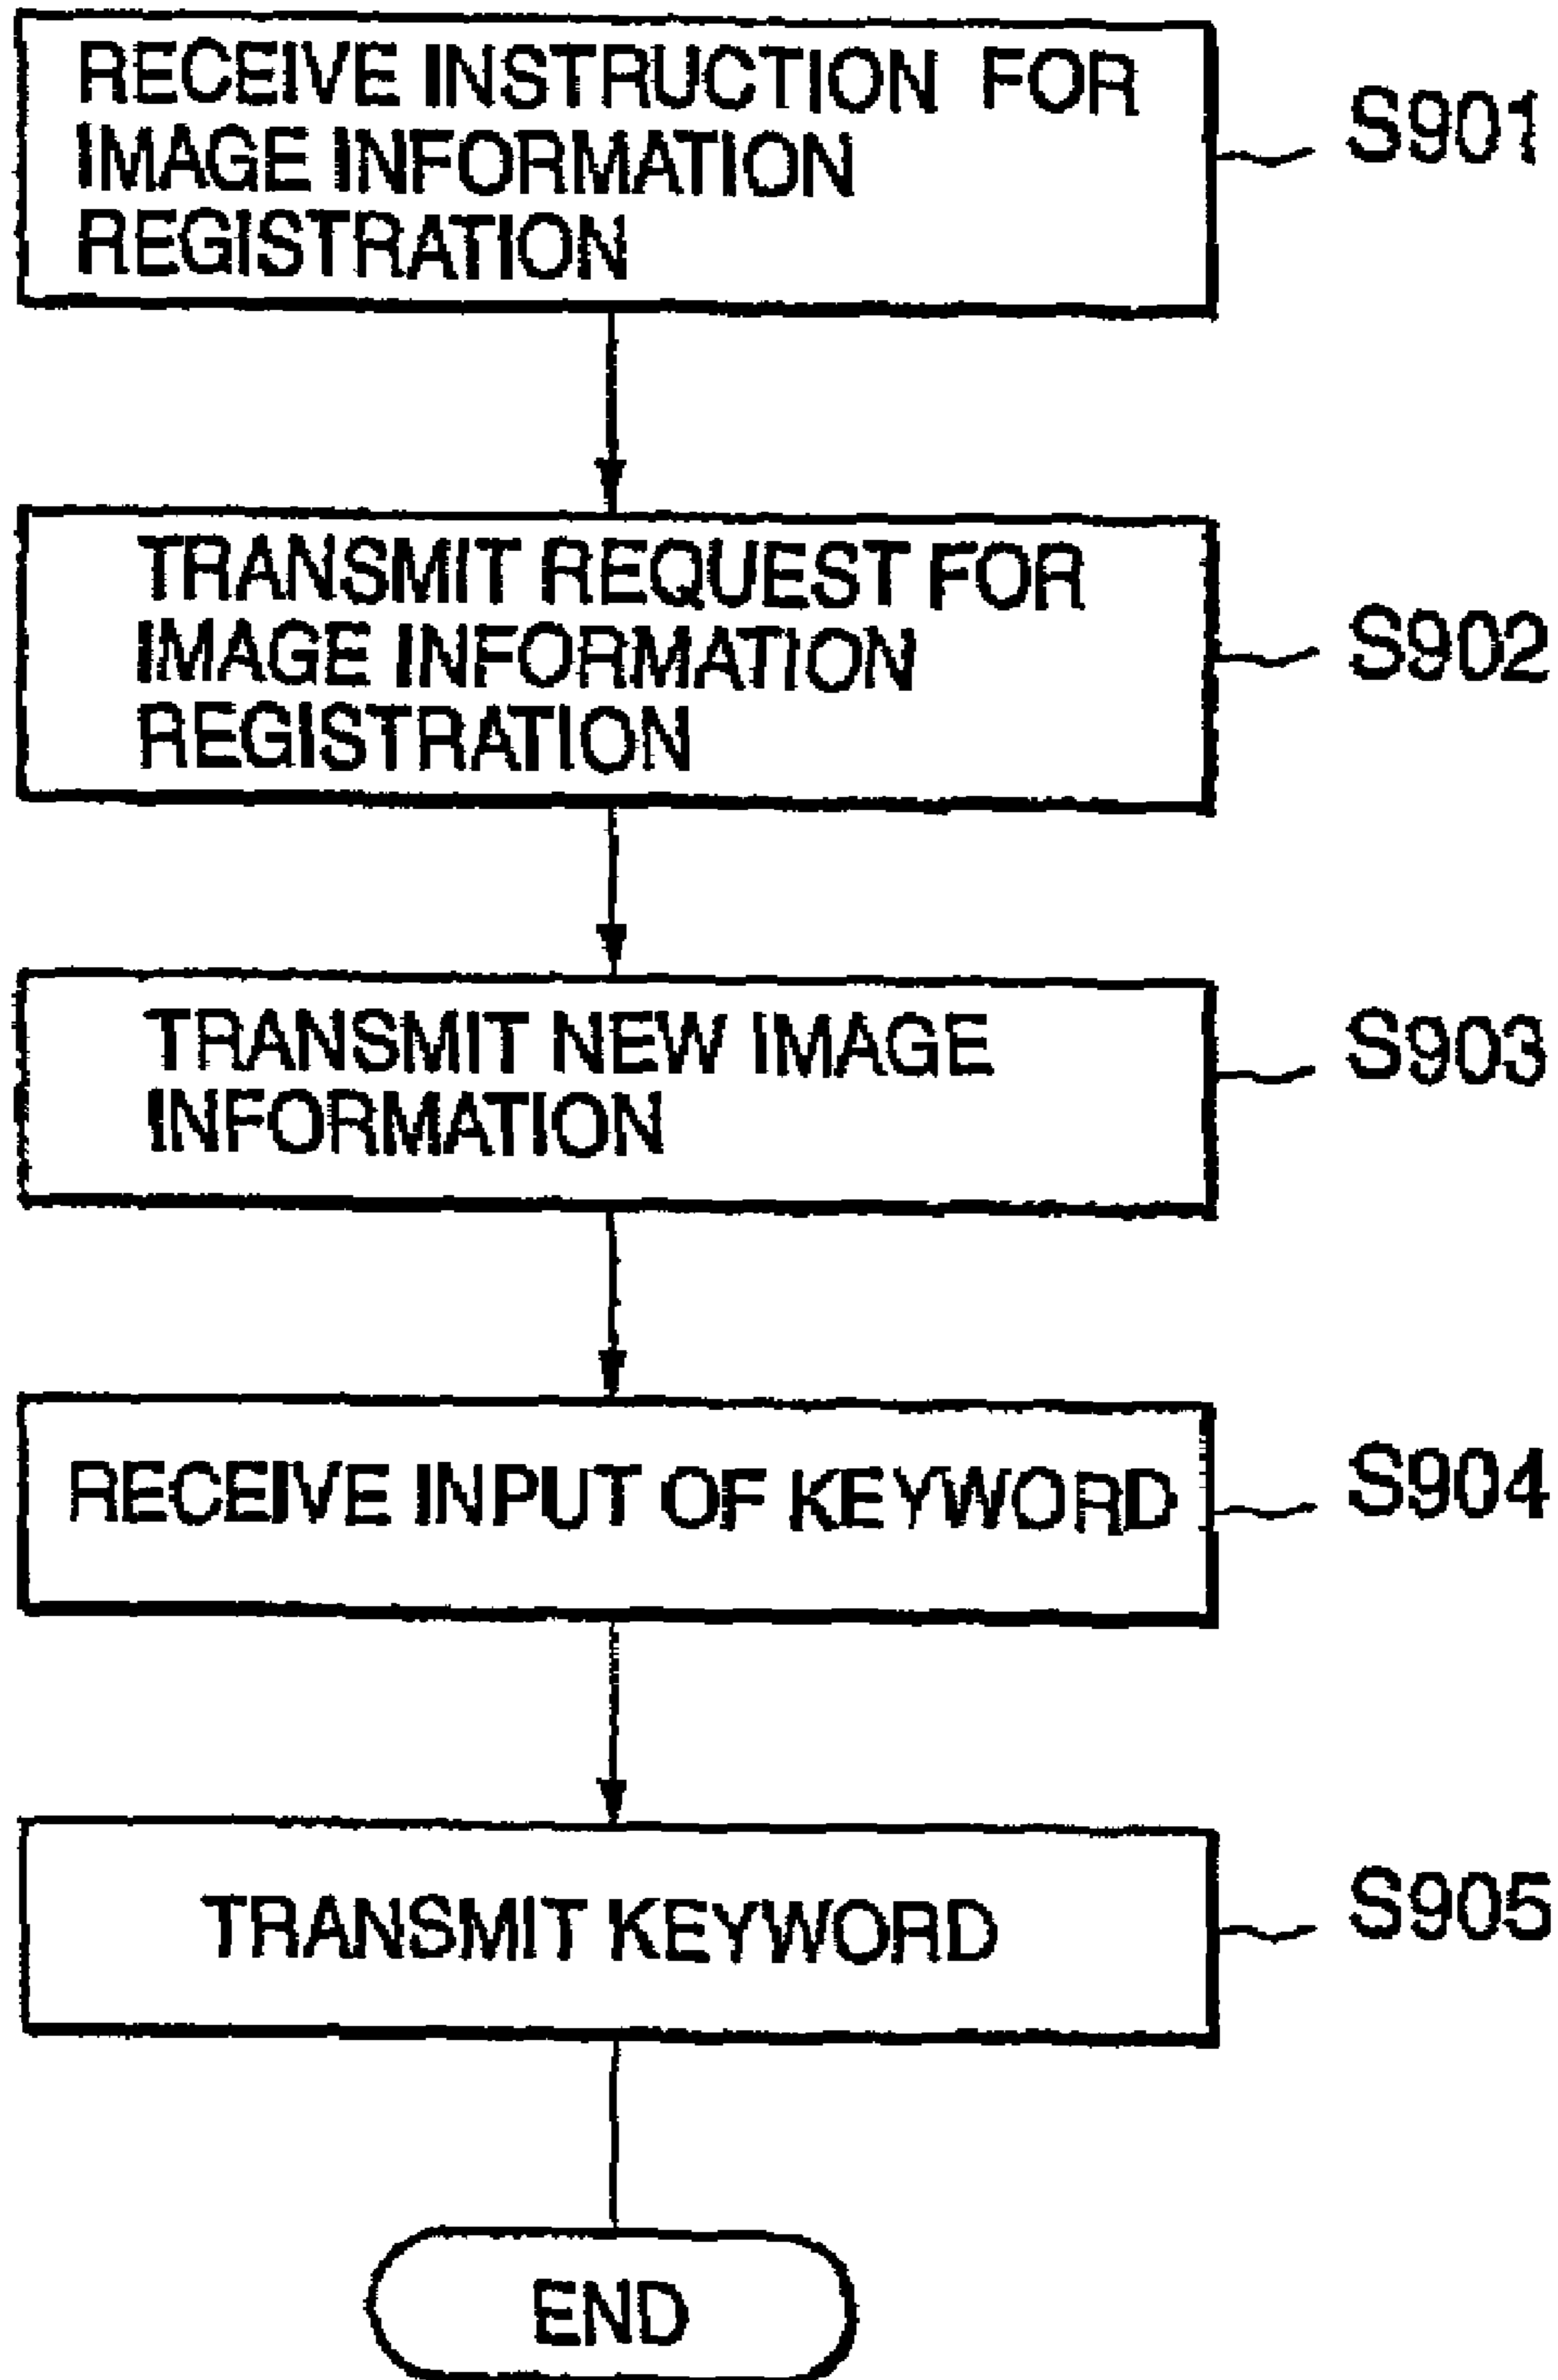 RECEIVE INSTRUCTION FOR
IMAGE INFORMATION
REGISTRATION
S901
TRANSMIT REQUEST FOR
IMAGE INFORMATION
REGISTRATION
S902
TRANSMIT NEW IMAGE
INFORMATION
S903
RECEIVE INPUT OF KEYWORD
S904
TRANSMIT KEYWORD
S905
END